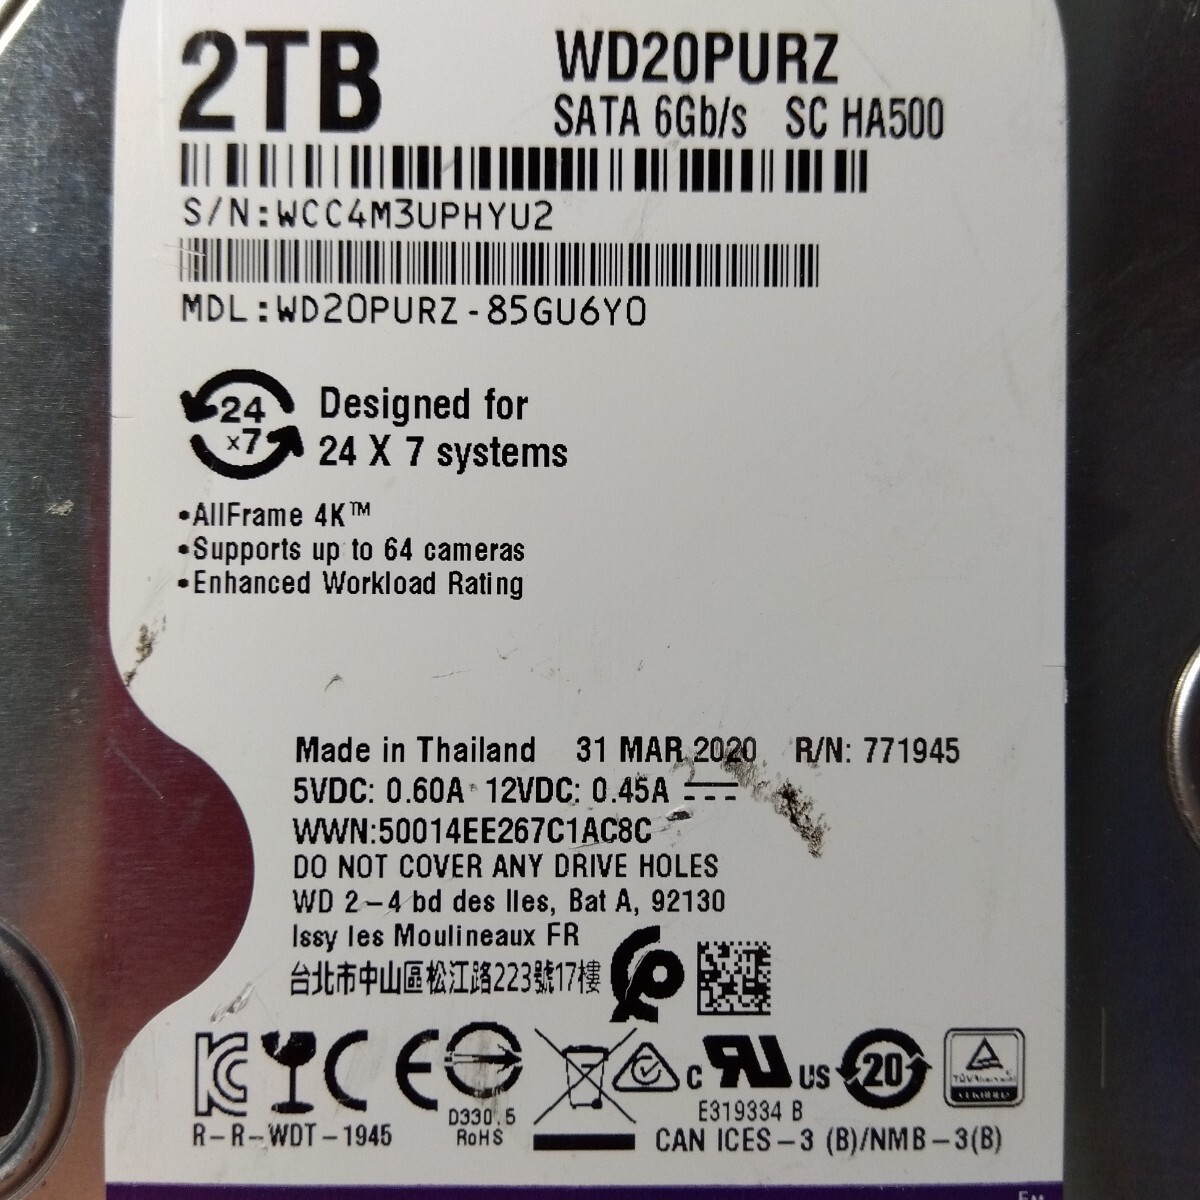 2TB
WD20PURZ
SATA 6Gb/s SC HA500
S/N:WCC4M3UPHYU2
MDL:WD20PURZ-85GU6Y0
24
x7
Designed for
24 X 7 systems
•AllFrame 4K™
•Supports up to 64 cameras
•Enhanced Workload Rating
Made in Thailand 31 MAR 2020 R/N: 771945
5VDC: 0.60A 12VDC: 0.45A
WWN:50014EE267C1AC8C
DO NOT COVER ANY DRIVE HOLES
WD 2–4 bd des Iles, Bat A, 92130
Issy les Moulineaux FR
台北市中山區松江路223號17樓
KC CE c RU US 20
D330.5
RoHS
E319334 B
R-R-WDT-1945
CAN ICES-3 (B)/NMB-3(B)